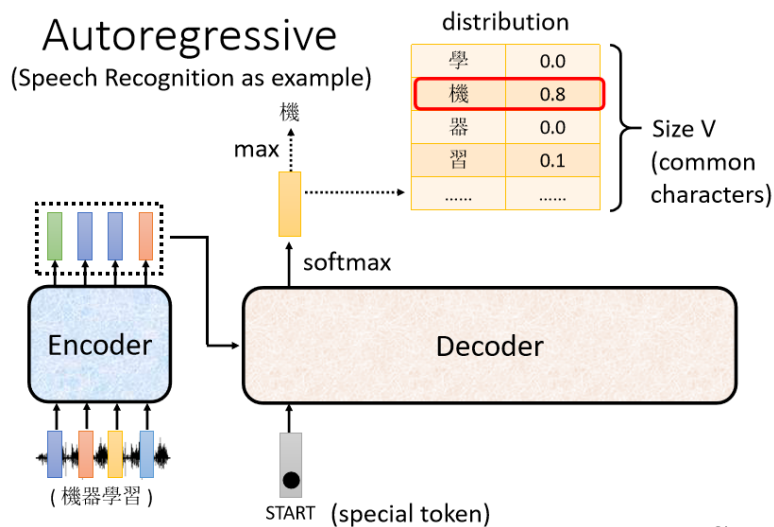 Autoregressive
(Speech Recognition as example)
distribution
學 0.0
機 0.8
器 0.0
習 0.1
...... ......
Size V
(common
characters)
機
max
softmax
Encoder
Decoder
(機器學習)
START (special token)